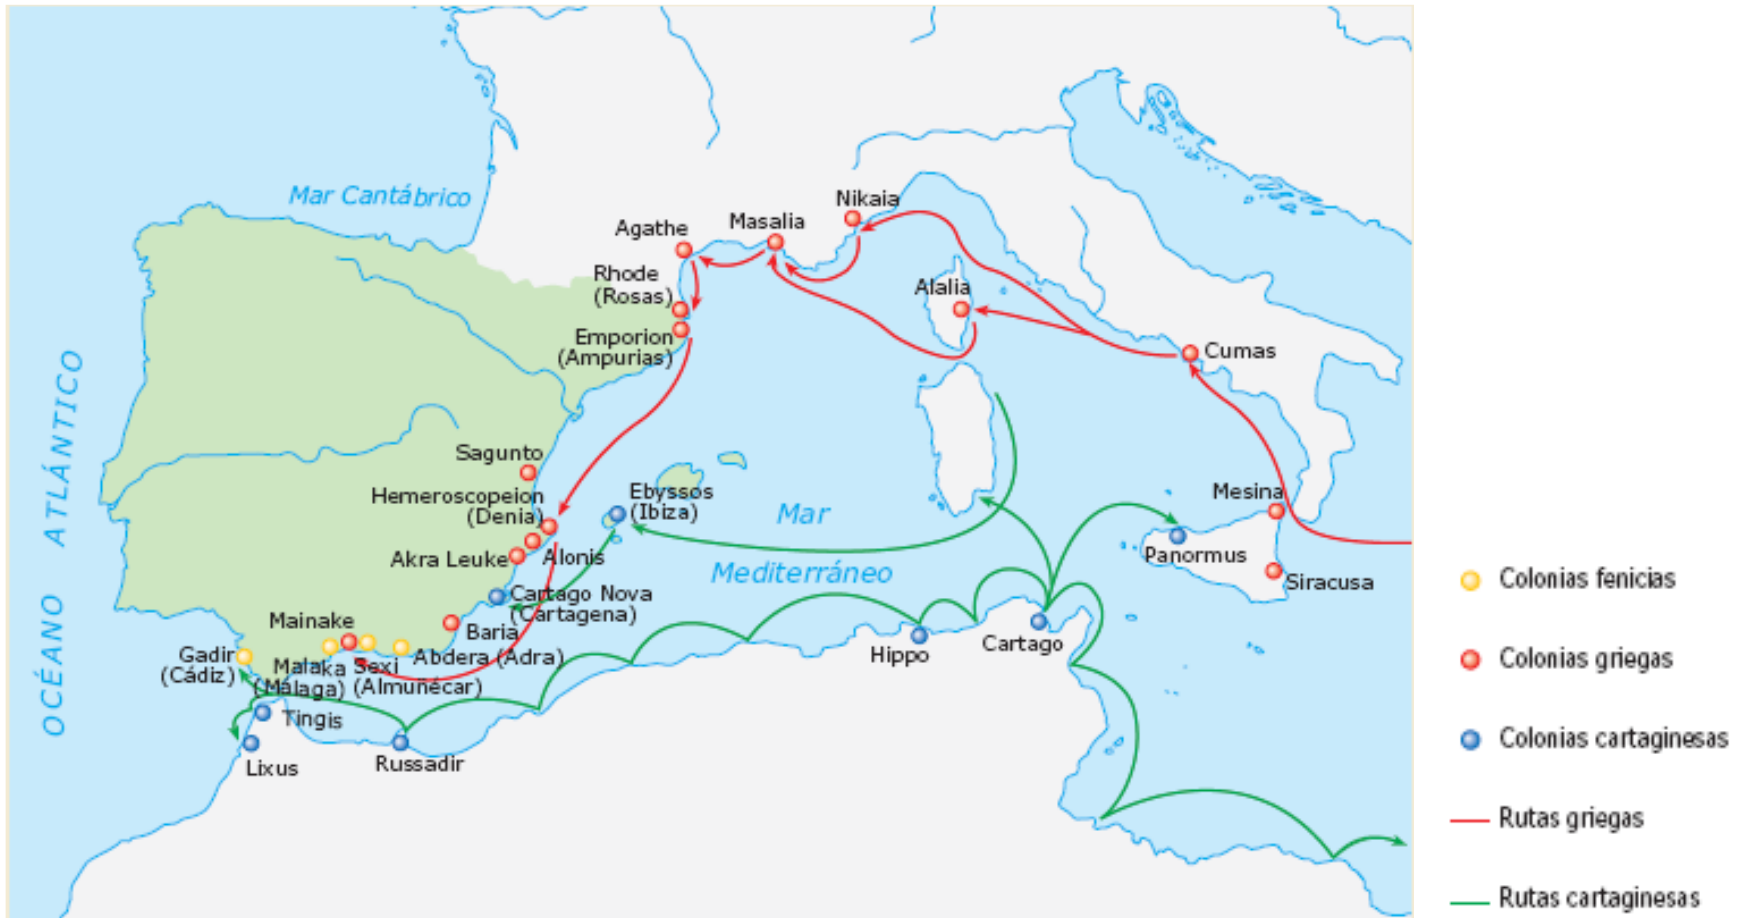 Mar Cantábrico
Nikaia
Masalia
Agathe
Rhode
(Rosas)
Alalia
Emporion
(Ampurias)
Cumas
OCÉANO ATLÁNTICO
Sagunto
Hemeroscopeion
(Denia)
Ebyssos
(Ibiza)
Mar
Mediterráneo
Mesina
Akra Leuke
Alonis
Panormus
Siracusa
Cartago Nova
(Cartagena)
Mainake
Baria
Gadir
(Cádiz)
Malaka
(Málaga)
Sexi
(Almuñécar)
Abdera (Adra)
Hippo
Cartago
Tingis
Lixus
Russadir
Colonias fenicias
Colonias griegas
Colonias cartaginesas
Rutas griegas
Rutas cartaginesas